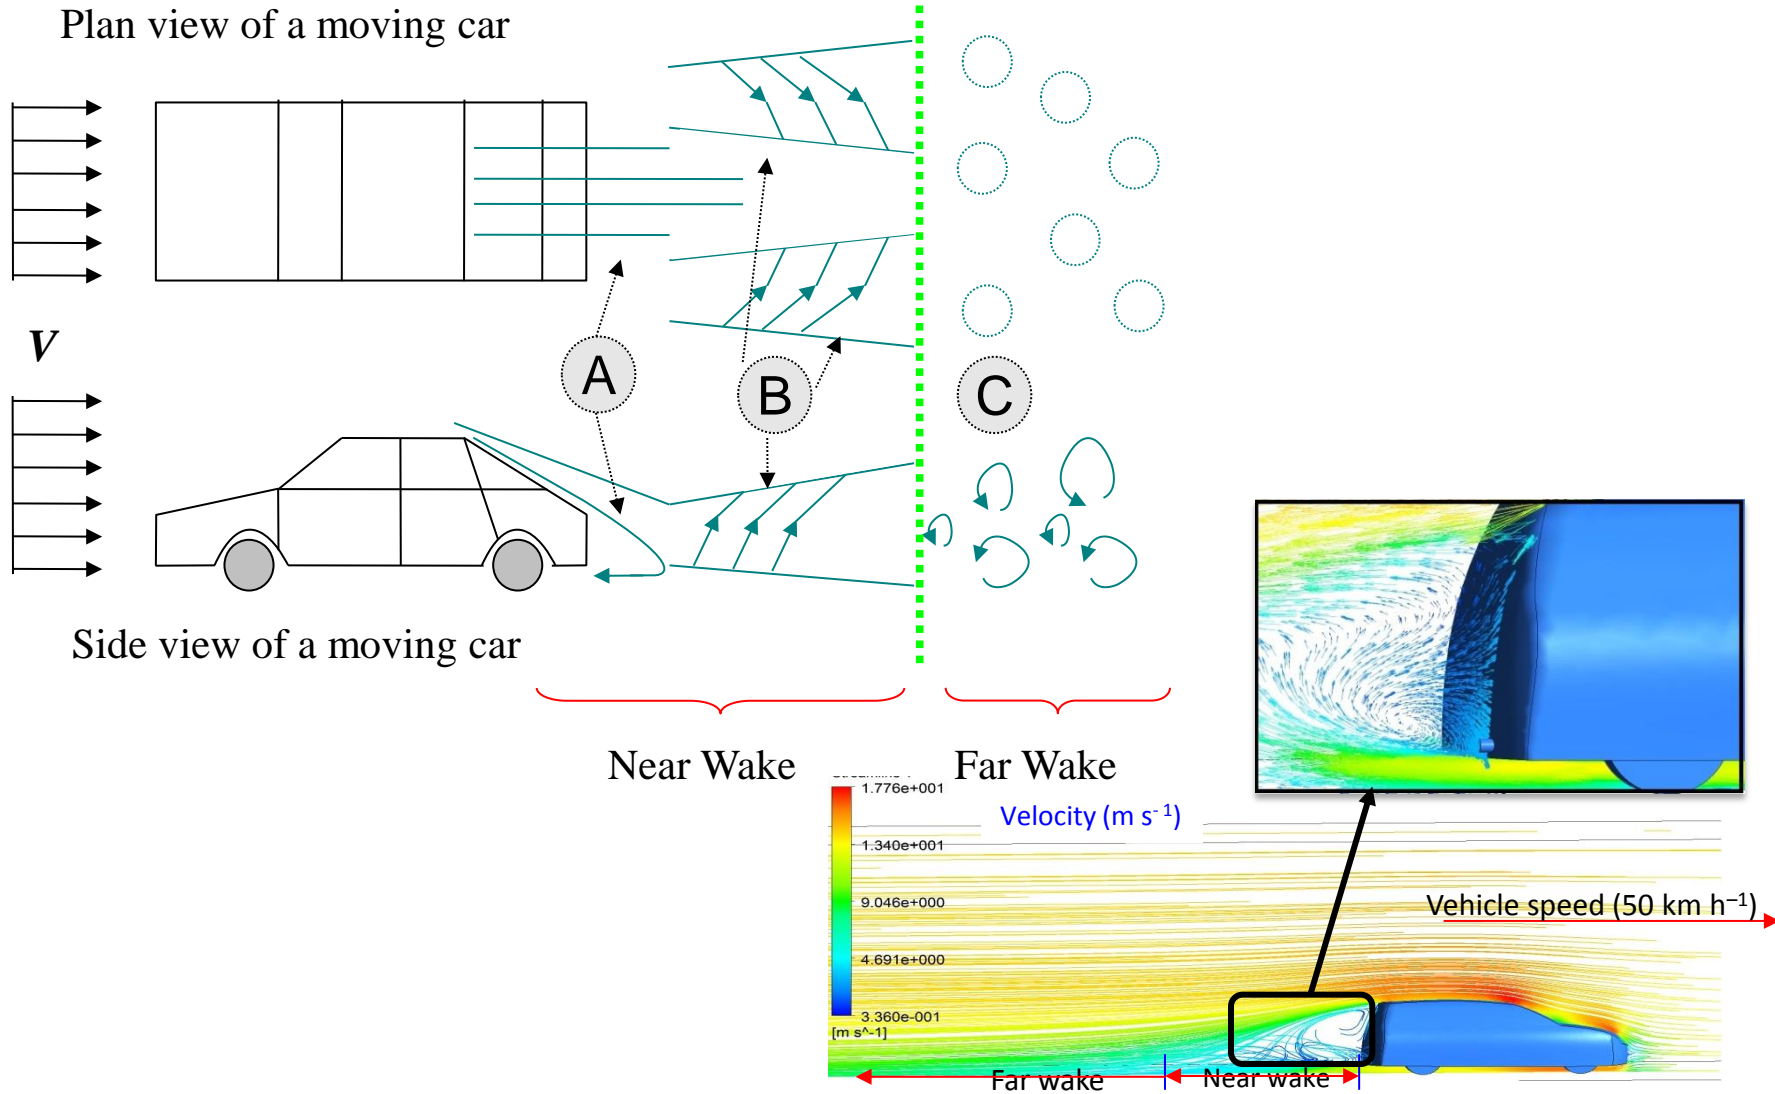 Plan view of a moving car
V
A
B
C
Side view of a moving car
Near Wake
Far Wake
1.776e+001
Velocity (m s-1)
1.340e+001
9.046e+000
Vehicle speed (50 km h–1)
4.691e+000
3.360e-001
[m s^-1]
Far wake
Near wake